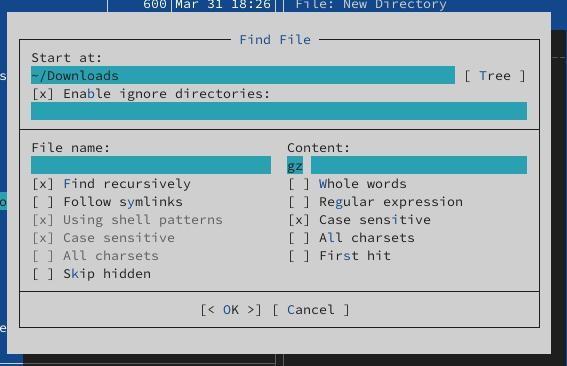 600 Mar 31 18:26 File: New Directory
Find File
Start at:
~/Downloads [ Tree ]
[x] Enable ignore directories:
File name:
[x] Find recursively
[ ] Follow symlinks
[x] Using shell patterns
[x] Case sensitive
[ ] All charsets
[ ] Skip hidden
Content:
gz
[ ] Whole words
[ ] Regular expression
[x] Case sensitive
[ ] All charsets
[ ] First hit
[< OK >] [ Cancel ]